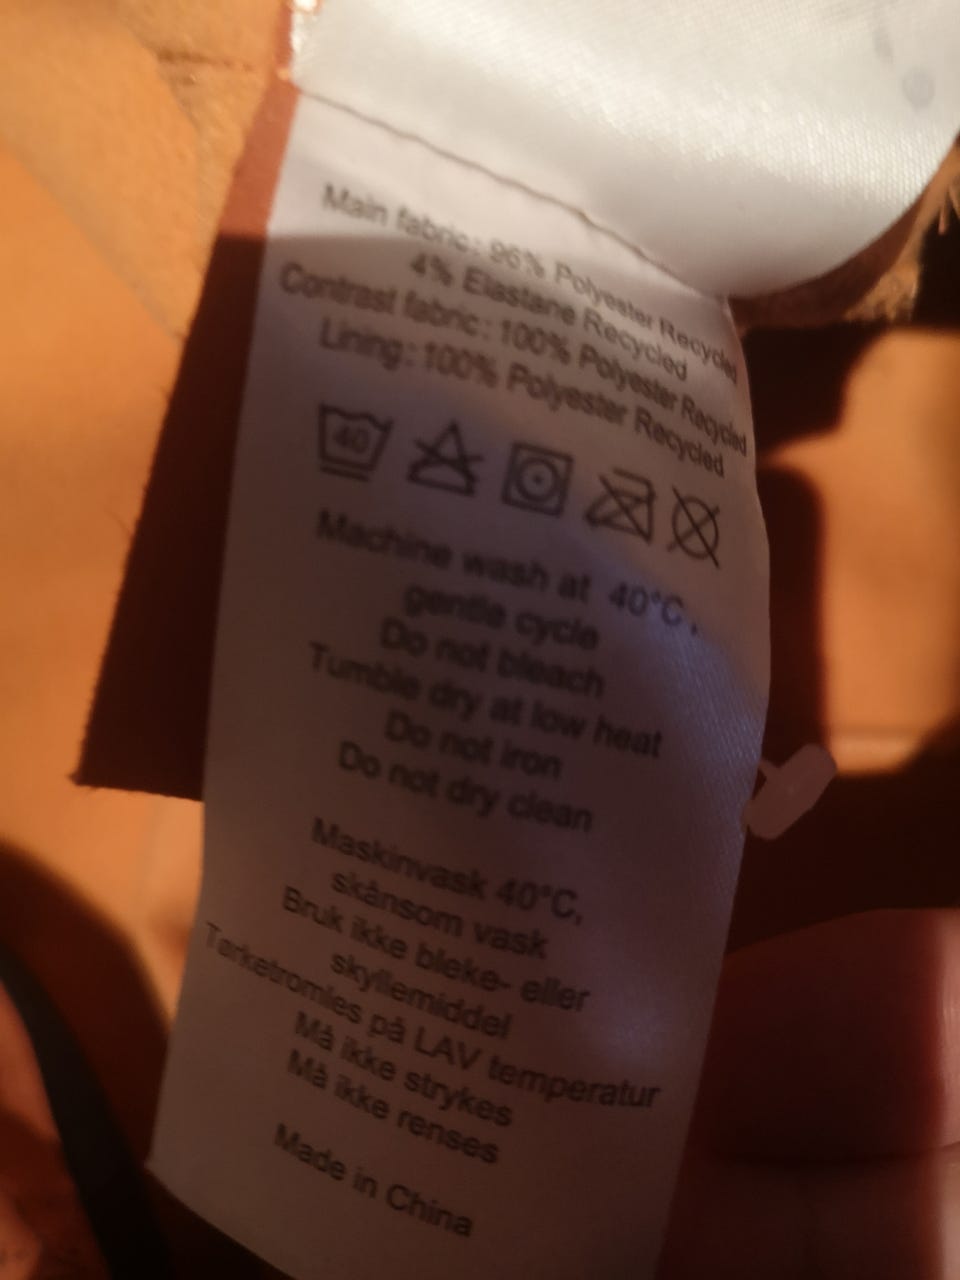 Main fabric: 96% Polyester Recycled
4% Elastane Recycled
Contrast fabric: 100% Polyester Recycled
Lining: 100% Polyester Recycled
40
Machine wash at 40°C,
gentle cycle
Do not bleach
Tumble dry at low heat
Do not iron
Do not dry clean
Maskinvask 40°C,
skånsom vask
Bruk ikke bleke- eller
skyllemiddel
Tørketromles på LAV temperatur
Må ikke strykes
Må ikke renses
Made in China